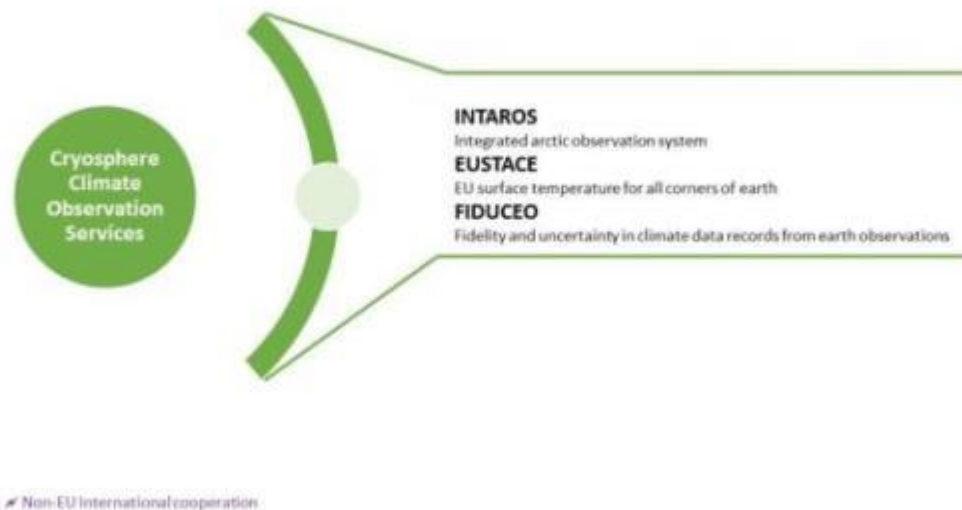 Cryosphere
Climate
Observation
Services
INTAROS
Integrated arctic observation system
EUSTACE
EU surface temperature for all corners of earth
FIDUCEO
Fidelity and uncertainty in climate data records from earth observations
Non-EU International cooperation